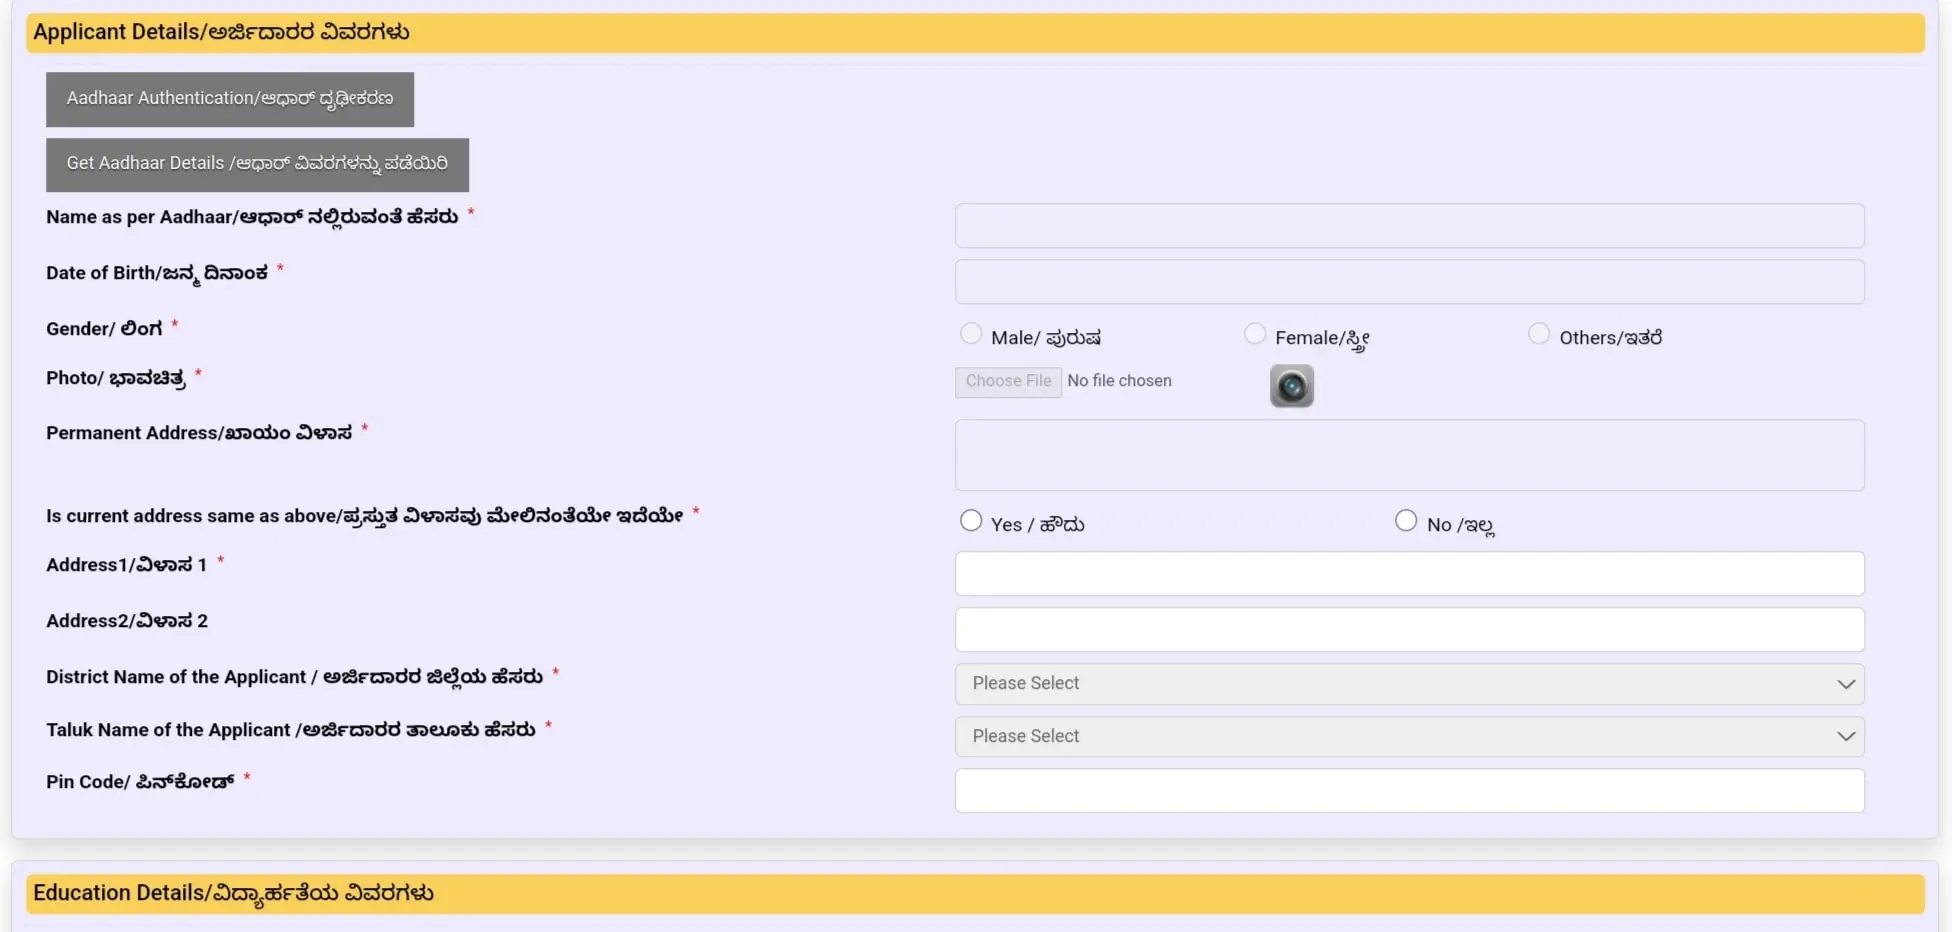 Applicant Details/ಅರ್ಜಿದಾರರ ವಿವರಗಳು
Aadhaar Authentication/ಆಧಾರ್ ದೃಢೀಕರಣ
Get Aadhaar Details /ಆಧಾರ್ ವಿವರಗಳನ್ನು ಪಡೆಯಿರಿ
Name as per Aadhaar/ಆಧಾರ್ ನಲ್ಲಿರುವಂತೆ ಹೆಸರು *
Date of Birth/ಜನ್ಮ ದಿನಾಂಕ *
Gender/ ಲಿಂಗ * Male/ ಪುರುಷ Female/ಸ್ತ್ರೀ Others/ಇತರೆ
Photo/ ಭಾವಚಿತ್ರ * Choose File No file chosen
Permanent Address/ಖಾಯಂ ವಿಳಾಸ *
Is current address same as above/ಪ್ರಸ್ತುತ ವಿಳಾಸವು ಮೇಲಿನಂತೆಯೇ ಇದೆಯೇ * Yes / ಹೌದು No /ಇಲ್ಲ
Address1/ವಿಳಾಸ 1 *
Address2/ವಿಳಾಸ 2
District Name of the Applicant / ಅರ್ಜಿದಾರರ ಜಿಲ್ಲೆಯ ಹೆಸರು * Please Select
Taluk Name of the Applicant /ಅರ್ಜಿದಾರರ ತಾಲೂಕು ಹೆಸರು * Please Select
Pin Code/ ಪಿನ್‌ಕೋಡ್ *
Education Details/ವಿದ್ಯಾರ್ಹತೆಯ ವಿವರಗಳು